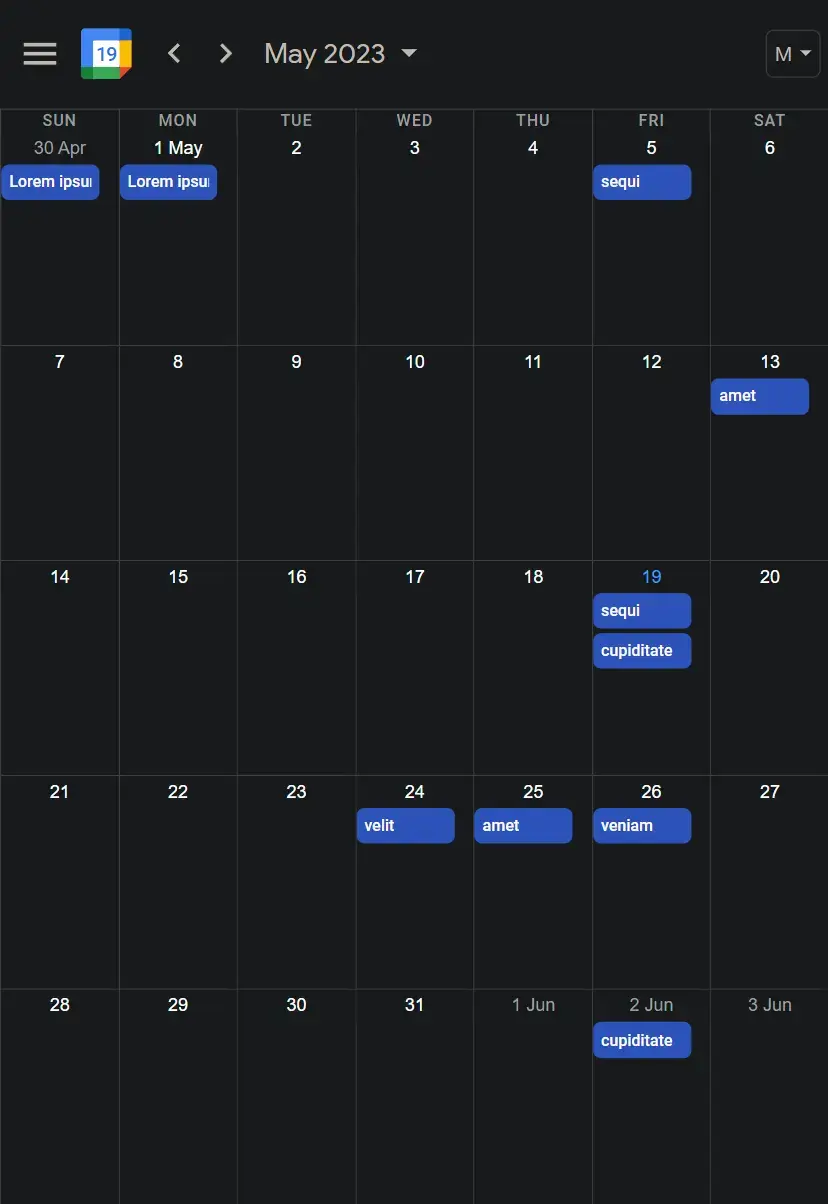 19 May 2023 M
SUN MON TUE WED THU FRI SAT
30 Apr 1 May 2 3 4 5 6
Lorem ipsu Lorem ipsu sequi
7 8 9 10 11 12 13
amet
14 15 16 17 18 19 20
sequi
cupiditate
21 22 23 24 25 26 27
velit amet veniam
28 29 30 31 1 Jun 2 Jun 3 Jun
cupiditate